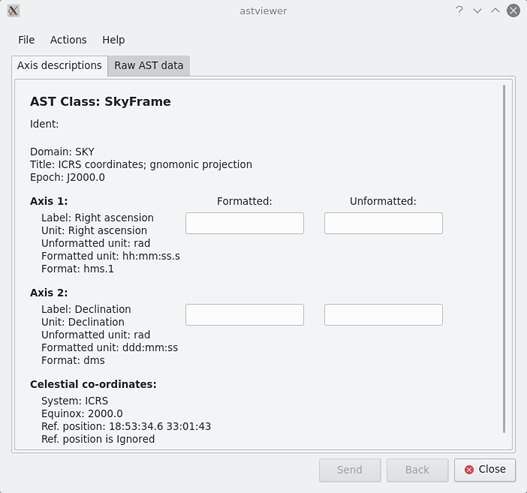 astviewer
File Actions Help
Axis descriptions Raw AST data
AST Class: SkyFrame
Ident:
Domain: SKY
Title: ICRS coordinates; gnomonic projection
Epoch: J2000.0
Axis 1: Formatted: Unformatted:
Label: Right ascension
Unit: Right ascension
Unformatted unit: rad
Formatted unit: hh:mm:ss.s
Format: hms.1
Axis 2:
Label: Declination
Unit: Declination
Unformatted unit: rad
Formatted unit: ddd:mm:ss
Format: dms
Celestial co-ordinates:
System: ICRS
Equinox: 2000.0
Ref. position: 18:53:34.6 33:01:43
Ref. position is Ignored
Send Back Close